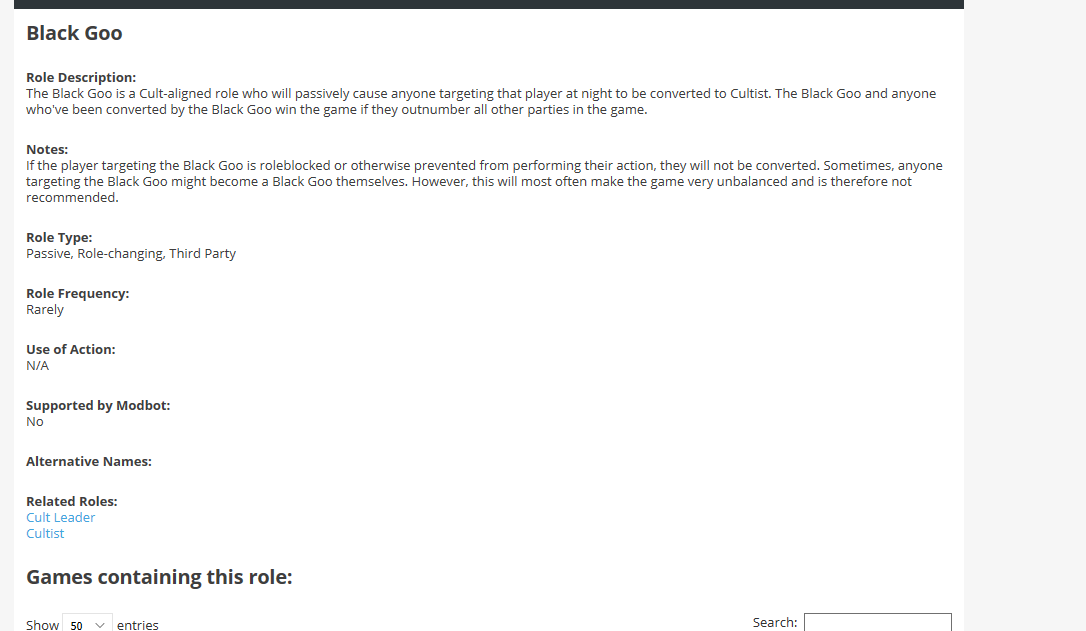 Black Goo
Role Description:
The Black Goo is a Cult-aligned role who will passively cause anyone targeting that player at night to be converted to Cultist. The Black Goo and anyone
who've been converted by the Black Goo win the game if they outnumber all other parties in the game.
Notes:
If the player targeting the Black Goo is roleblocked or otherwise prevented from performing their action, they will not be converted. Sometimes, anyone
targeting the Black Goo might become a Black Goo themselves. However, this will most often make the game very unbalanced and is therefore not
recommended.
Role Type:
Passive, Role-changing, Third Party
Role Frequency:
Rarely
Use of Action:
N/A
Supported by Modbot:
No
Alternative Names:
Related Roles:
Cult Leader
Cultist
Games containing this role:
Show 50 entries
Search: